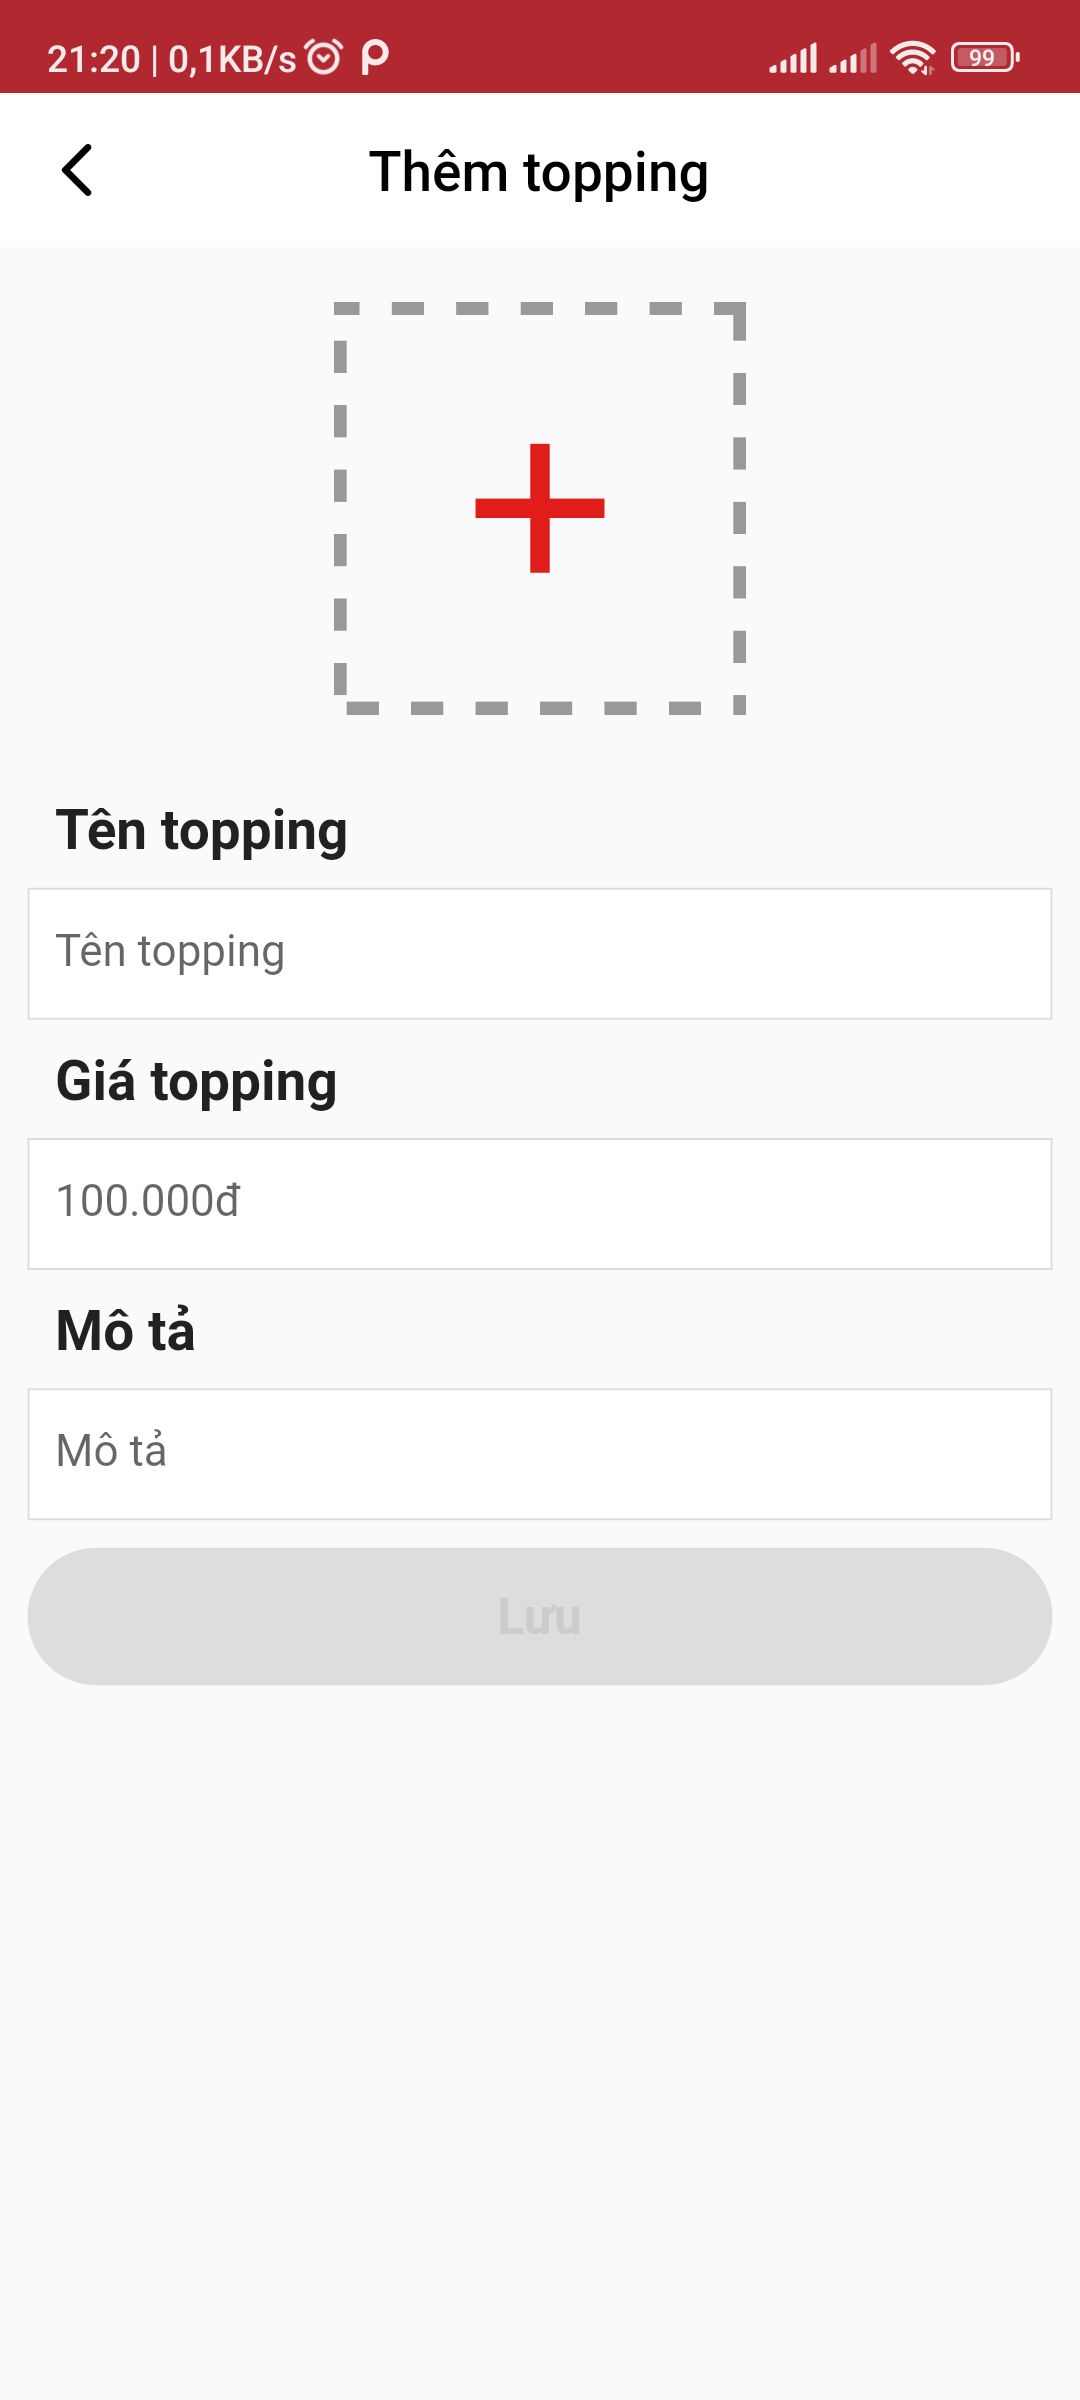 21:20 | 0,1KB/s
99
Thêm topping
Tên topping
Tên topping
Giá topping
100.000đ
Mô tả
Mô tả
Lưu